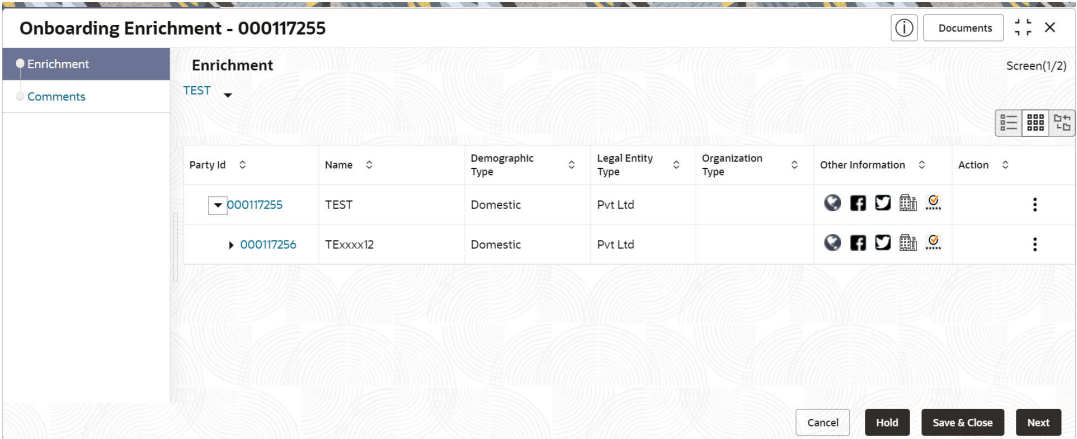 Onboarding Enrichment - 000117255
Documents
Enrichment
Comments
Enrichment
Screen(1/2)
TEST
Party Id Name Demographic Type Legal Entity Type Organization Type Other Information Action
000117255 TEST Domestic Pvt Ltd
000117256 TExxxx12 Domestic Pvt Ltd
Cancel Hold Save & Close Next